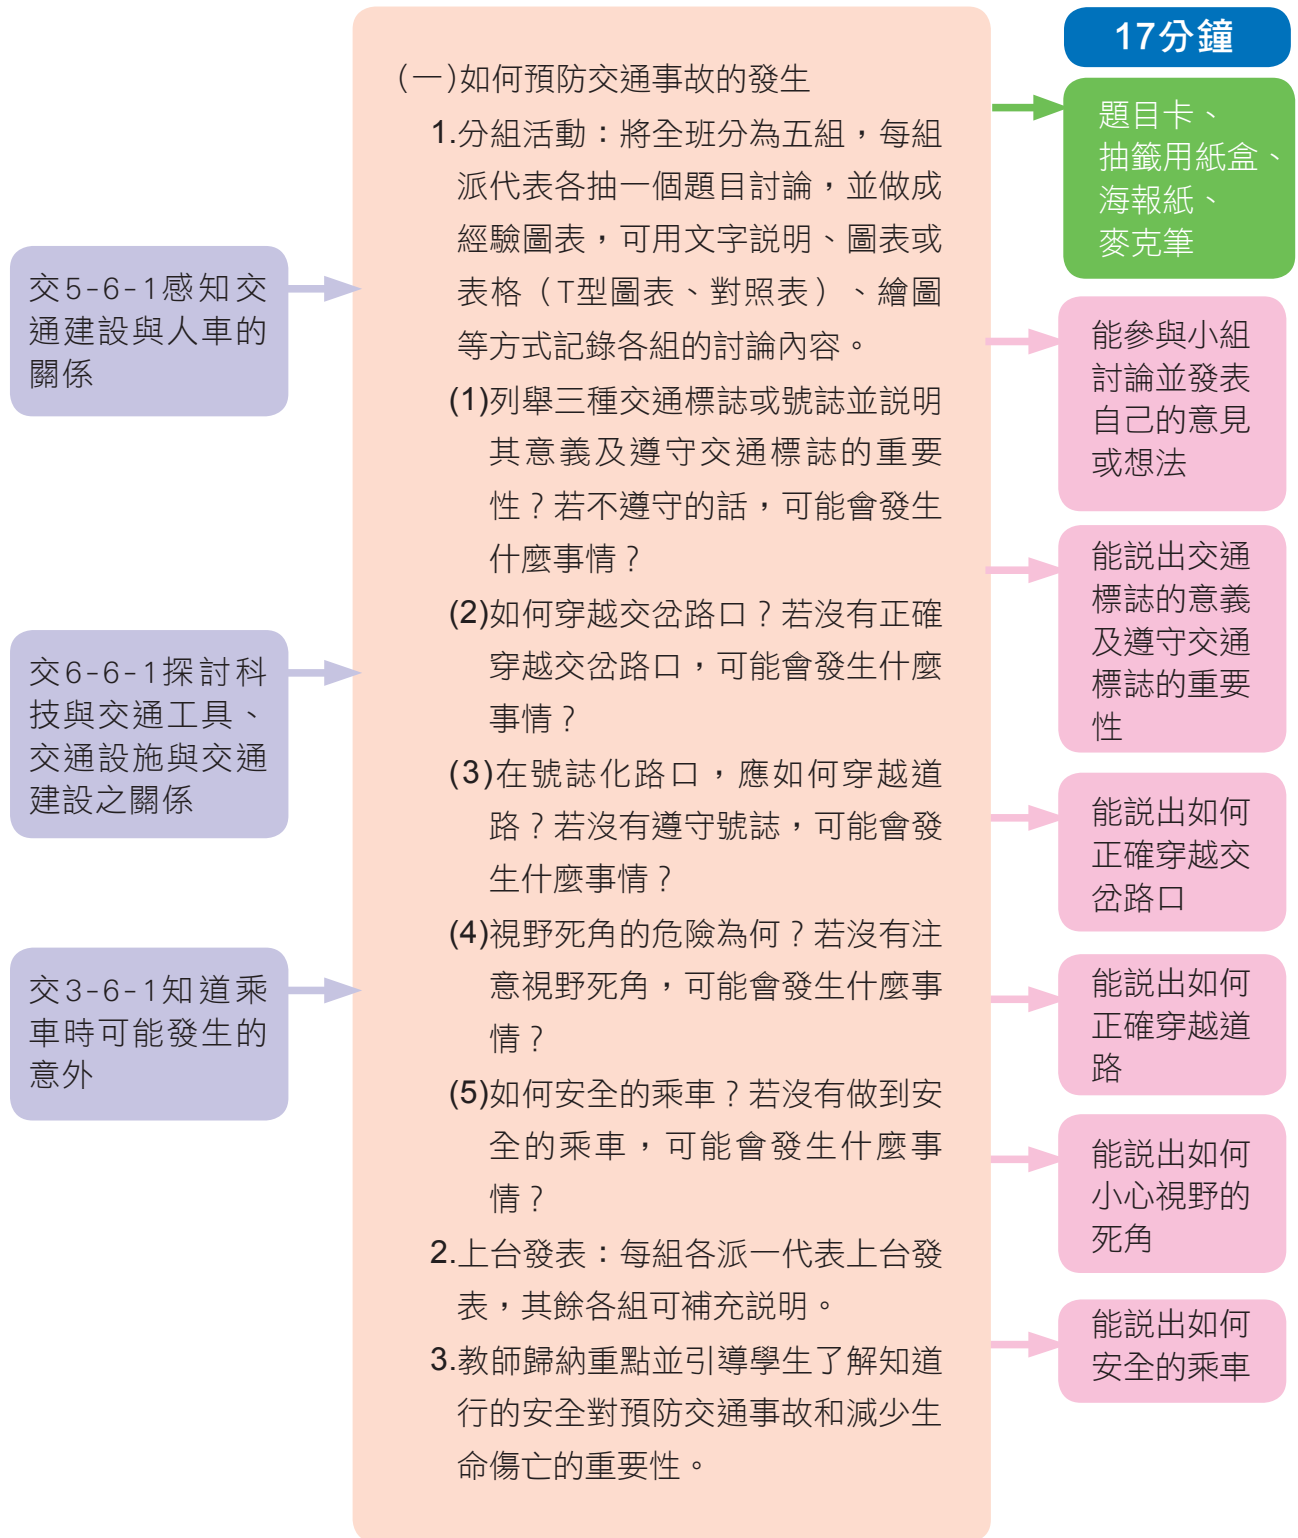 交5-6-1感知交
通建設與人車的
關係
交6-6-1探討科
技與交通工具、
交通設施與交通
建設之關係
交3-6-1知道乘
車時可能發生的
意外
(一)如何預防交通事故的發生
1.分組活動：將全班分為五組，每組
派代表各抽一個題目討論，並做成
經驗圖表，可用文字説明、圖表或
表格（T型圖表、對照表）、繪圖
等方式記錄各組的討論內容。
(1)列舉三種交通標誌或號誌並説明
其意義及遵守交通標誌的重要
性？若不遵守的話，可能會發生
什麼事情？
(2)如何穿越交岔路口？若沒有正確
穿越交岔路口，可能會發生什麼
事情？
(3)在號誌化路口，應如何穿越道
路？若沒有遵守號誌，可能會發
生什麼事情？
(4)視野死角的危險為何？若沒有注
意視野死角，可能會發生什麼事
情？
(5)如何安全的乘車？若沒有做到安
全的乘車，可能會發生什麼事
情？
2.上台發表：每組各派一代表上台發
表，其餘各組可補充説明。
3.教師歸納重點並引導學生了解知道
行的安全對預防交通事故和減少生
命傷亡的重要性。
17分鐘
題目卡、
抽籤用紙盒、
海報紙、
麥克筆
能參與小組
討論並發表
自己的意見
或想法
能説出交通
標誌的意義
及遵守交通
標誌的重要
性
能説出如何
正確穿越交
岔路口
能説出如何
正確穿越道
路
能説出如何
小心視野的
死角
能説出如何
安全的乘車